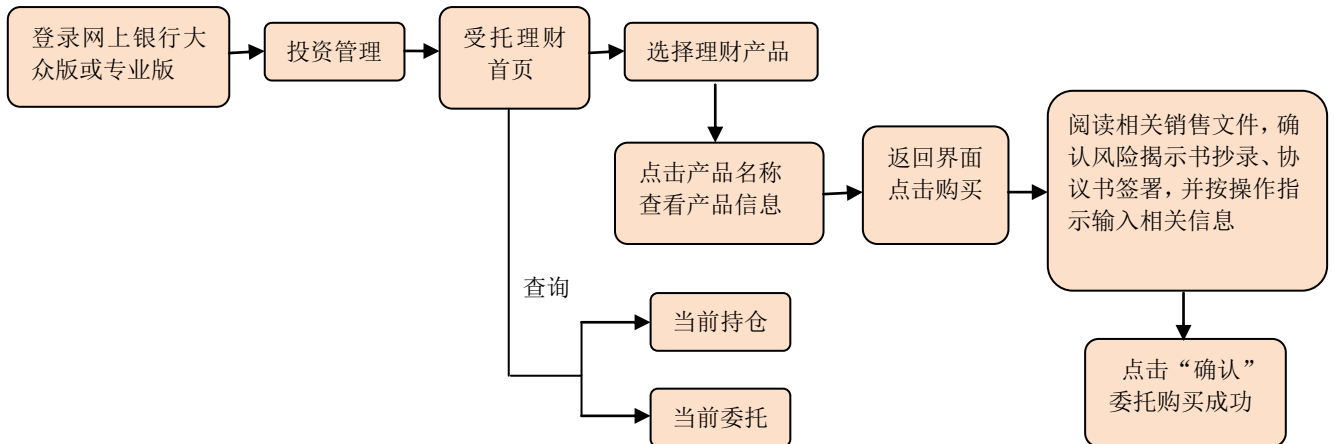 登录网上银行大
众版或专业版
投资管理
受托理财
首页
选择理财产品
点击产品名称
查看产品信息
返回界面
点击购买
阅读相关销售文件，确
认风险揭示书抄录、协
议书签署，并按操作指
示输入相关信息
查询
当前持仓
当前委托
点击“确认”
委托购买成功